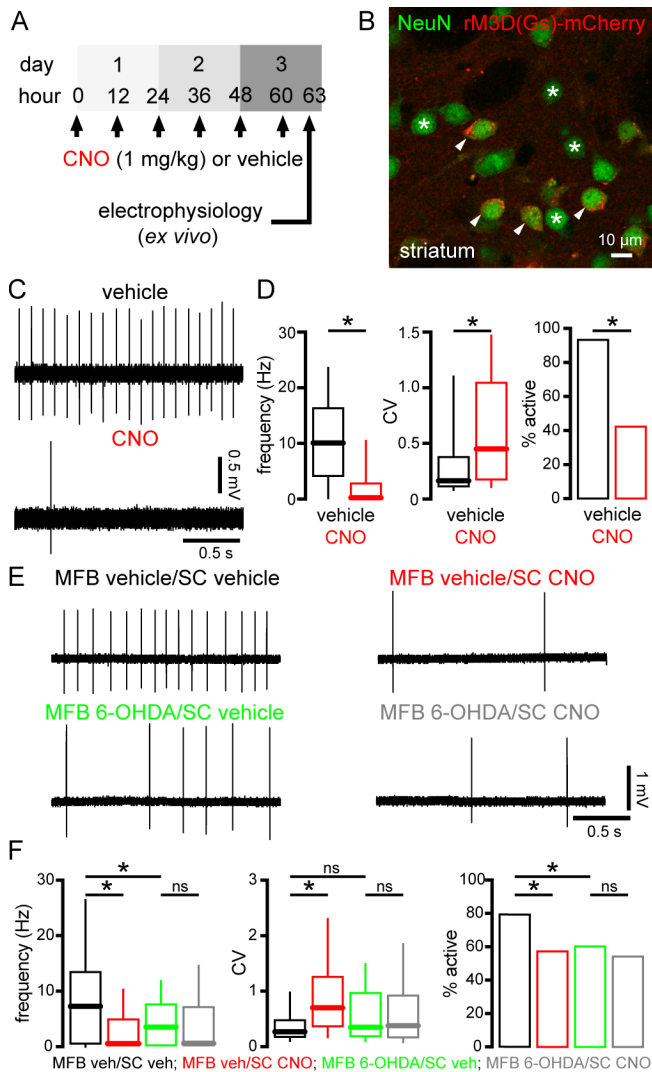 A
day 1 2 3
hour 0 12 24 36 48 60 63
CNO (1 mg/kg) or vehicle
electrophysiology
(ex vivo)
B
NeuN rM3D(Gs)-mCherry
*
*
*
*
striatum
10 µm
C
vehicle
CNO
0.5 mV
0.5 s
D
*
30
20
10
0
frequency (Hz)
vehicle
CNO
*
1.5
1.0
0.5
0
CV
vehicle
CNO
*
100
80
60
40
20
0
% active
vehicle
CNO
E
MFB vehicle/SC vehicle
MFB vehicle/SC CNO
MFB 6-OHDA/SC vehicle
MFB 6-OHDA/SC CNO
1 mV
0.5 s
F
*
* ns
30
20
10
0
frequency (Hz)
ns
* ns
3
2
1
0
CV
*
* ns
100
80
60
40
20
0
% active
MFB veh/SC veh; MFB veh/SC CNO; MFB 6-OHDA/SC veh; MFB 6-OHDA/SC CNO